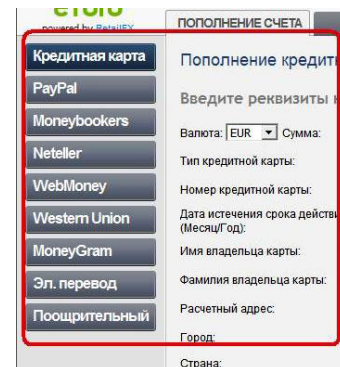 eToro
powered by RetailFX
ПОПОЛНЕНИЕ СЧЕТА
Кредитная карта
PayPal
Moneybookers
Neteller
WebMoney
Western Union
MoneyGram
Эл. перевод
Поощрительный
Пополнение кредит
Введите реквизиты к
Валюта: EUR Сумма:
Тип кредитной карты:
Номер кредитной карты:
Дата истечения срока действи
(Месяц/Год):
Имя владельца карты:
Фамилия владельца карты:
Расчетный адрес:
Город:
Страна: